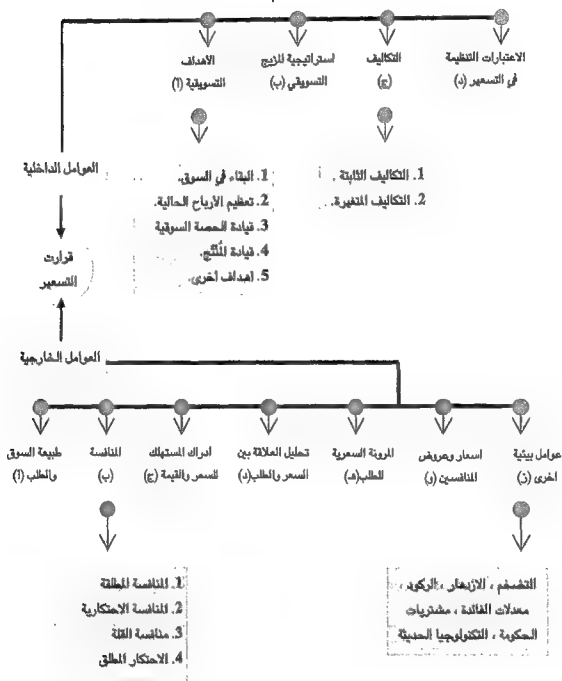 الاعتبارات التنظيمة
في التسعير (د)
التكاليف
(ج)
استراتيجية المزيج
التسويقي (ب)
الاهداف
التسويقية (أ)
1. التكاليف الثابتة .
2. التكاليف المتغيرة.
1. البقاء في السوق.
2. تعظيم الأرباح الحالية.
3. قيادة الحصة السوقية
4. قيادة المُنْتَج.
5. اهداف أخرى.
العوامل الداخلية
قرارت
التسعير
العوامل الخارجية
طبيعة السوق
والطلب (أ)
المنافسة
(ب)
ادراك المستهلك
للسعر والقيمة (ج)
تحليل العلاقة بين
السعر والطلب(د)
المرونة السعرية
للطلب(هـ)
اسعار وعروض
المنافسين (و)
عوامل بيئية
اخرى (ز)
1. المنافسة المطلقة
2. المنافسة الاحتكارية
3. منافسة القلة
4. الاحتكار المطلق
التضخم ، الازدهار ، الركود ،
معدلات الفائدة ، مشتريات
الحكومة ، التكنولوجيا الحديثة